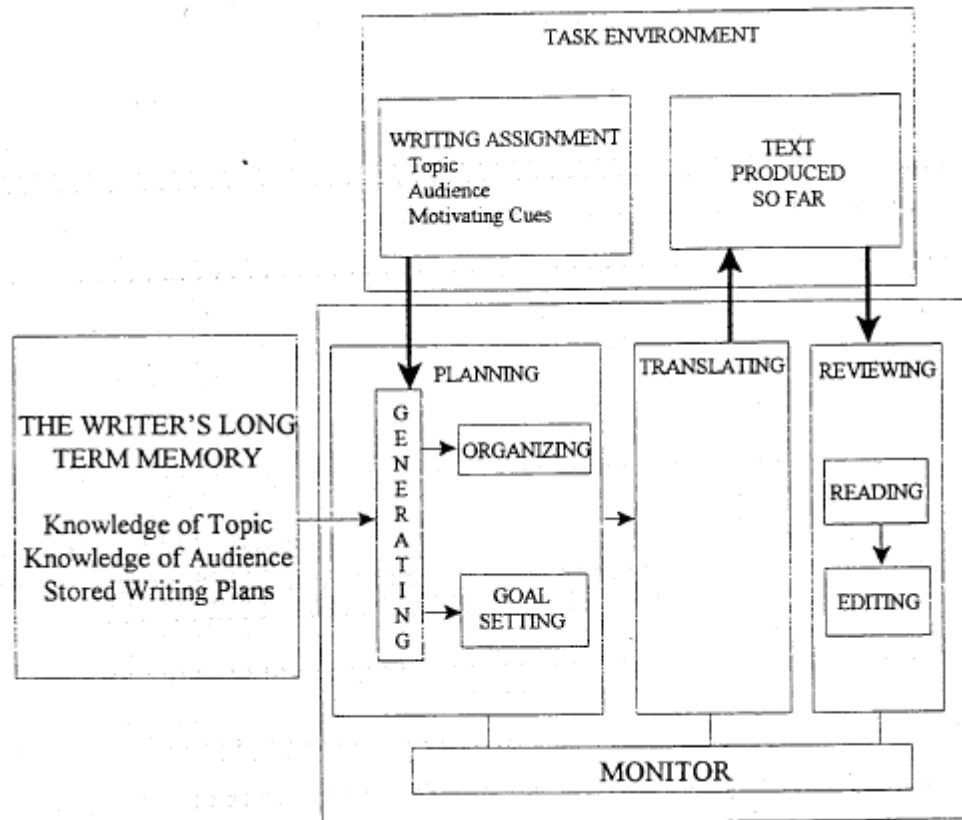 TASK ENVIRONMENT
WRITING ASSIGNMENT
Topic
Audience
Motivating Cues
TEXT
PRODUCED
SO FAR
THE WRITER'S LONG
TERM MEMORY
Knowledge of Topic
Knowledge of Audience
Stored Writing Plans
PLANNING
GENERATING
ORGANIZING
GOAL
SETTING
TRANSLATING
REVIEWING
READING
EDITING
MONITOR